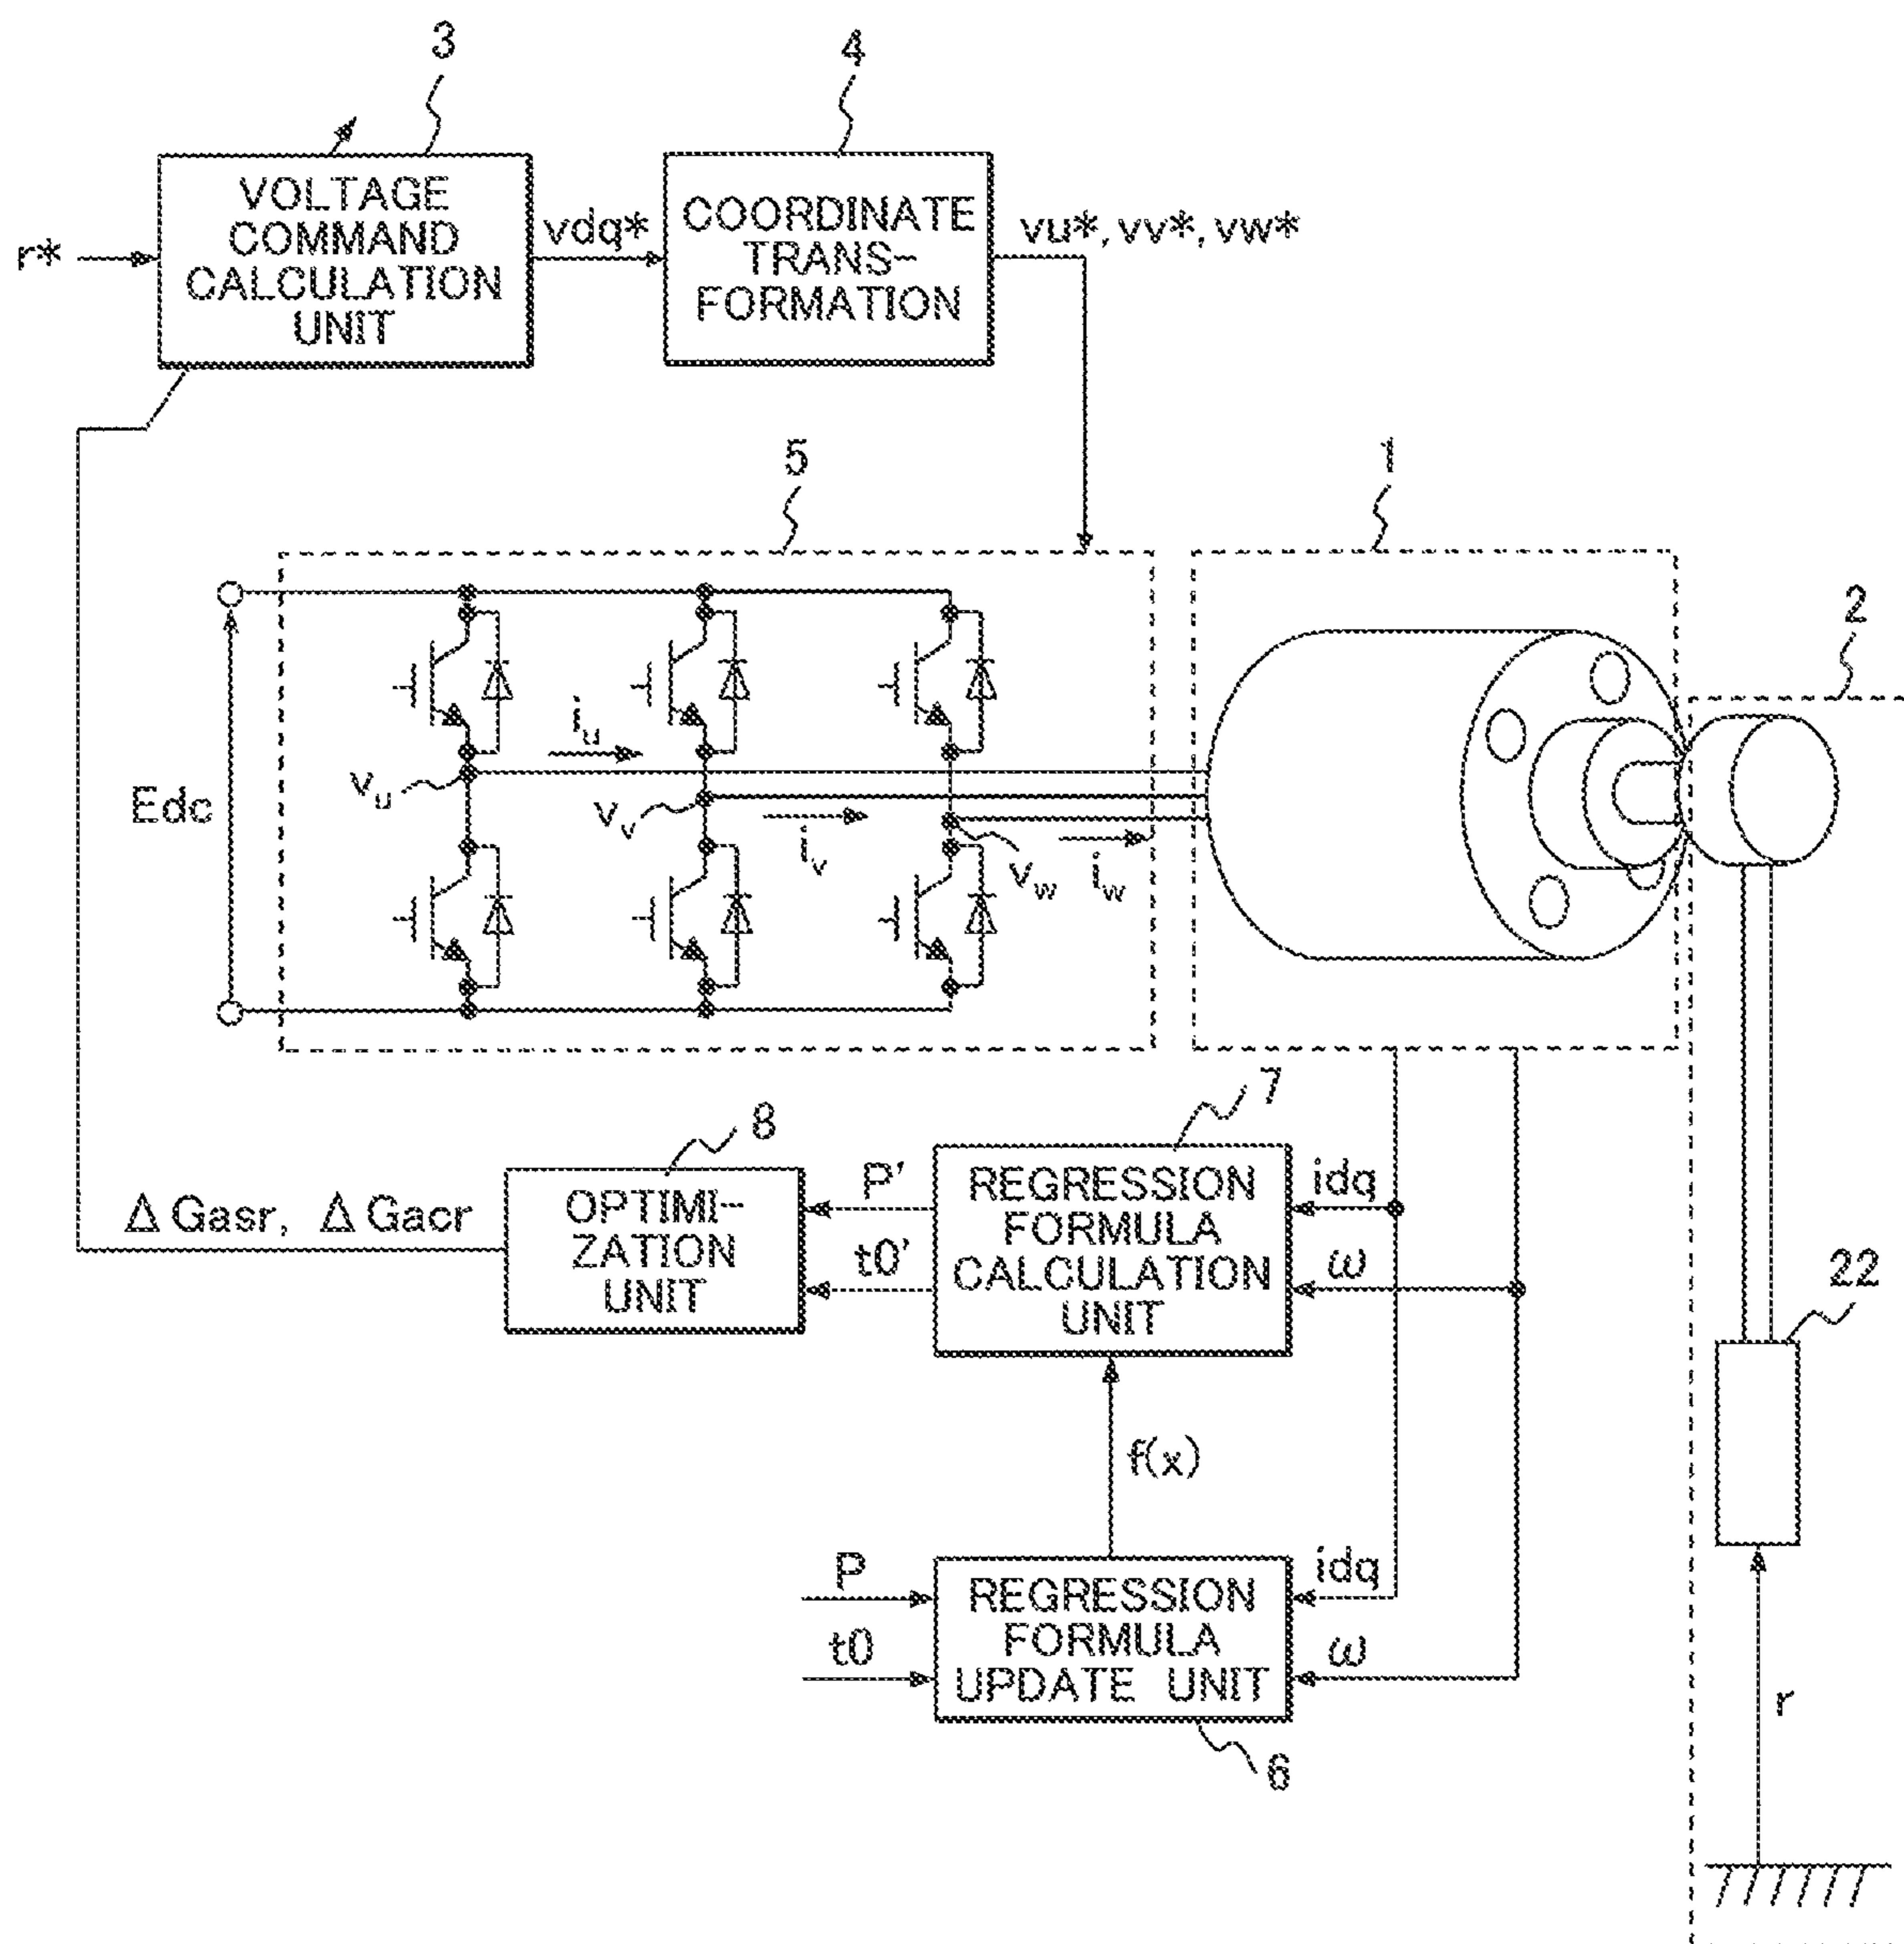 3
4
VOLTAGE
COMMAND
CALCULATION
UNIT
r*
vdq*
COORDINATE
TRANS-
FORMATION
vu*, vv*, vw*
5
1
2
Edc
iu
vu
vv
iv
vw
iw
7
8
OPTIMI-
ZATION
UNIT
Δ Gasr, Δ Gacr
P'
t0'
REGRESSION
FORMULA
CALCULATION
UNIT
idq
ω
22
f(x)
P
t0
REGRESSION
FORMULA
UPDATE UNIT
idq
ω
6
r